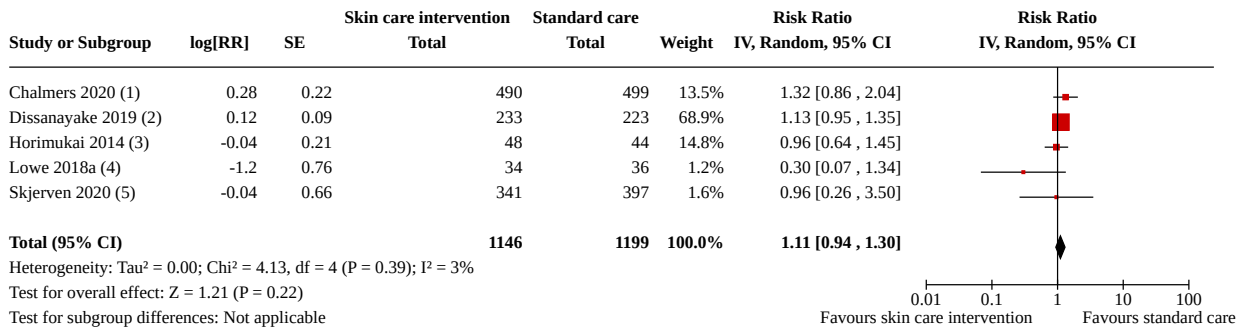 Skin care intervention Standard care Risk Ratio Risk Ratio
Study or Subgroup log[RR] SE Total Total Weight IV, Random, 95% CI IV, Random, 95% CI
Chalmers 2020 (1) 0.28 0.22 490 499 13.5% 1.32 [0.86 , 2.04]
Dissanayake 2019 (2) 0.12 0.09 233 223 68.9% 1.13 [0.95 , 1.35]
Horimukai 2014 (3) -0.04 0.21 48 44 14.8% 0.96 [0.64 , 1.45]
Lowe 2018a (4) -1.2 0.76 34 36 1.2% 0.30 [0.07 , 1.34]
Skjerven 2020 (5) -0.04 0.66 341 397 1.6% 0.96 [0.26 , 3.50]
Total (95% CI) 1146 1199 100.0% 1.11 [0.94 , 1.30]
Heterogeneity: Tau² = 0.00; Chi² = 4.13, df = 4 (P = 0.39); I² = 3%
Test for overall effect: Z = 1.21 (P = 0.22)
0.01 0.1 1 10 100
Test for subgroup differences: Not applicable
Favours skin care intervention Favours standard care